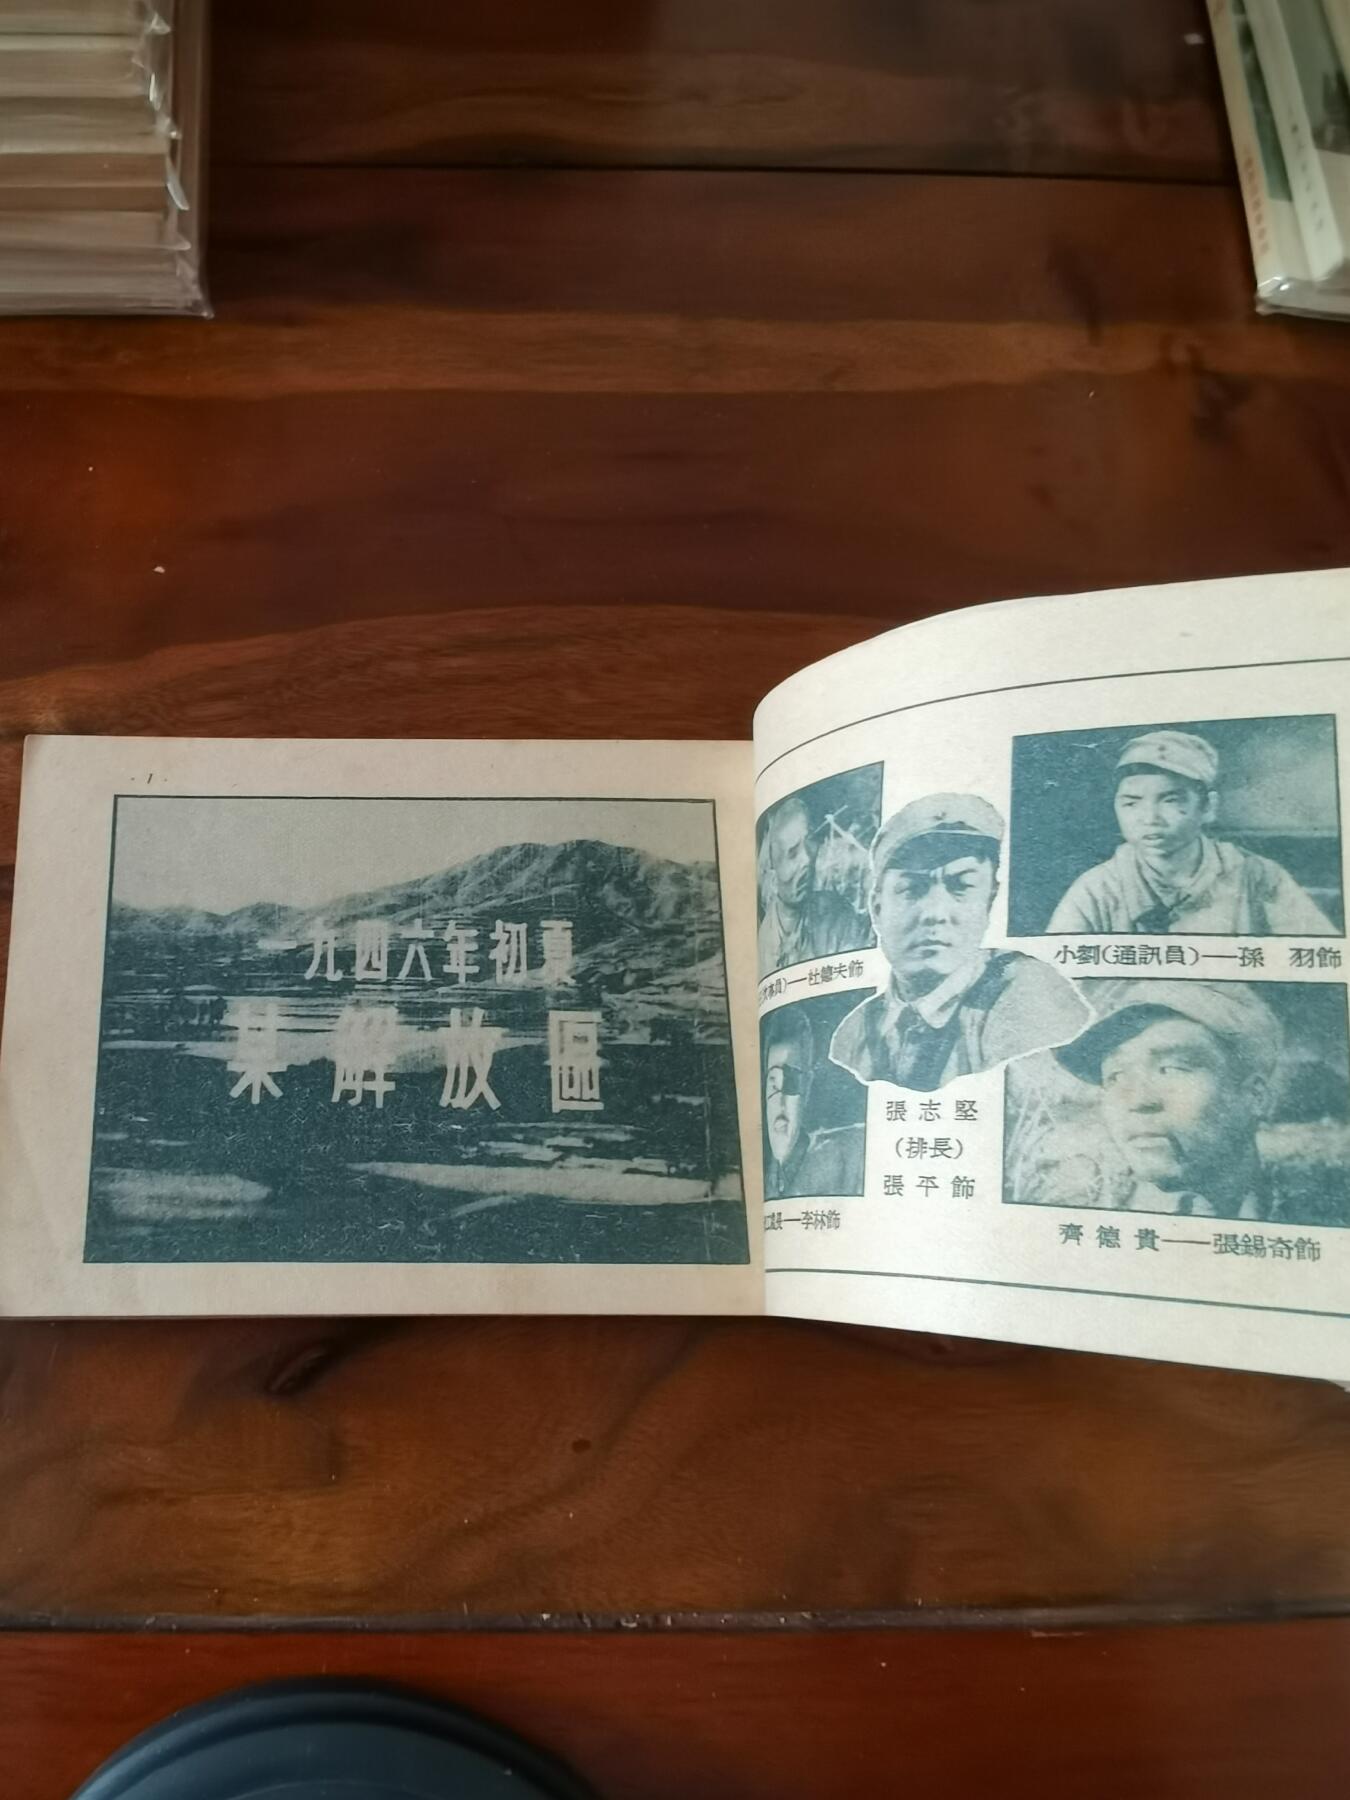 · 1 ·
一九四六年初夏
某解放區
員)——杜德夫飾
小劉(通訊員)——孫 羽飾
張志堅
(排長)
張平飾
長——李林飾
齊德貴——張錫奇飾